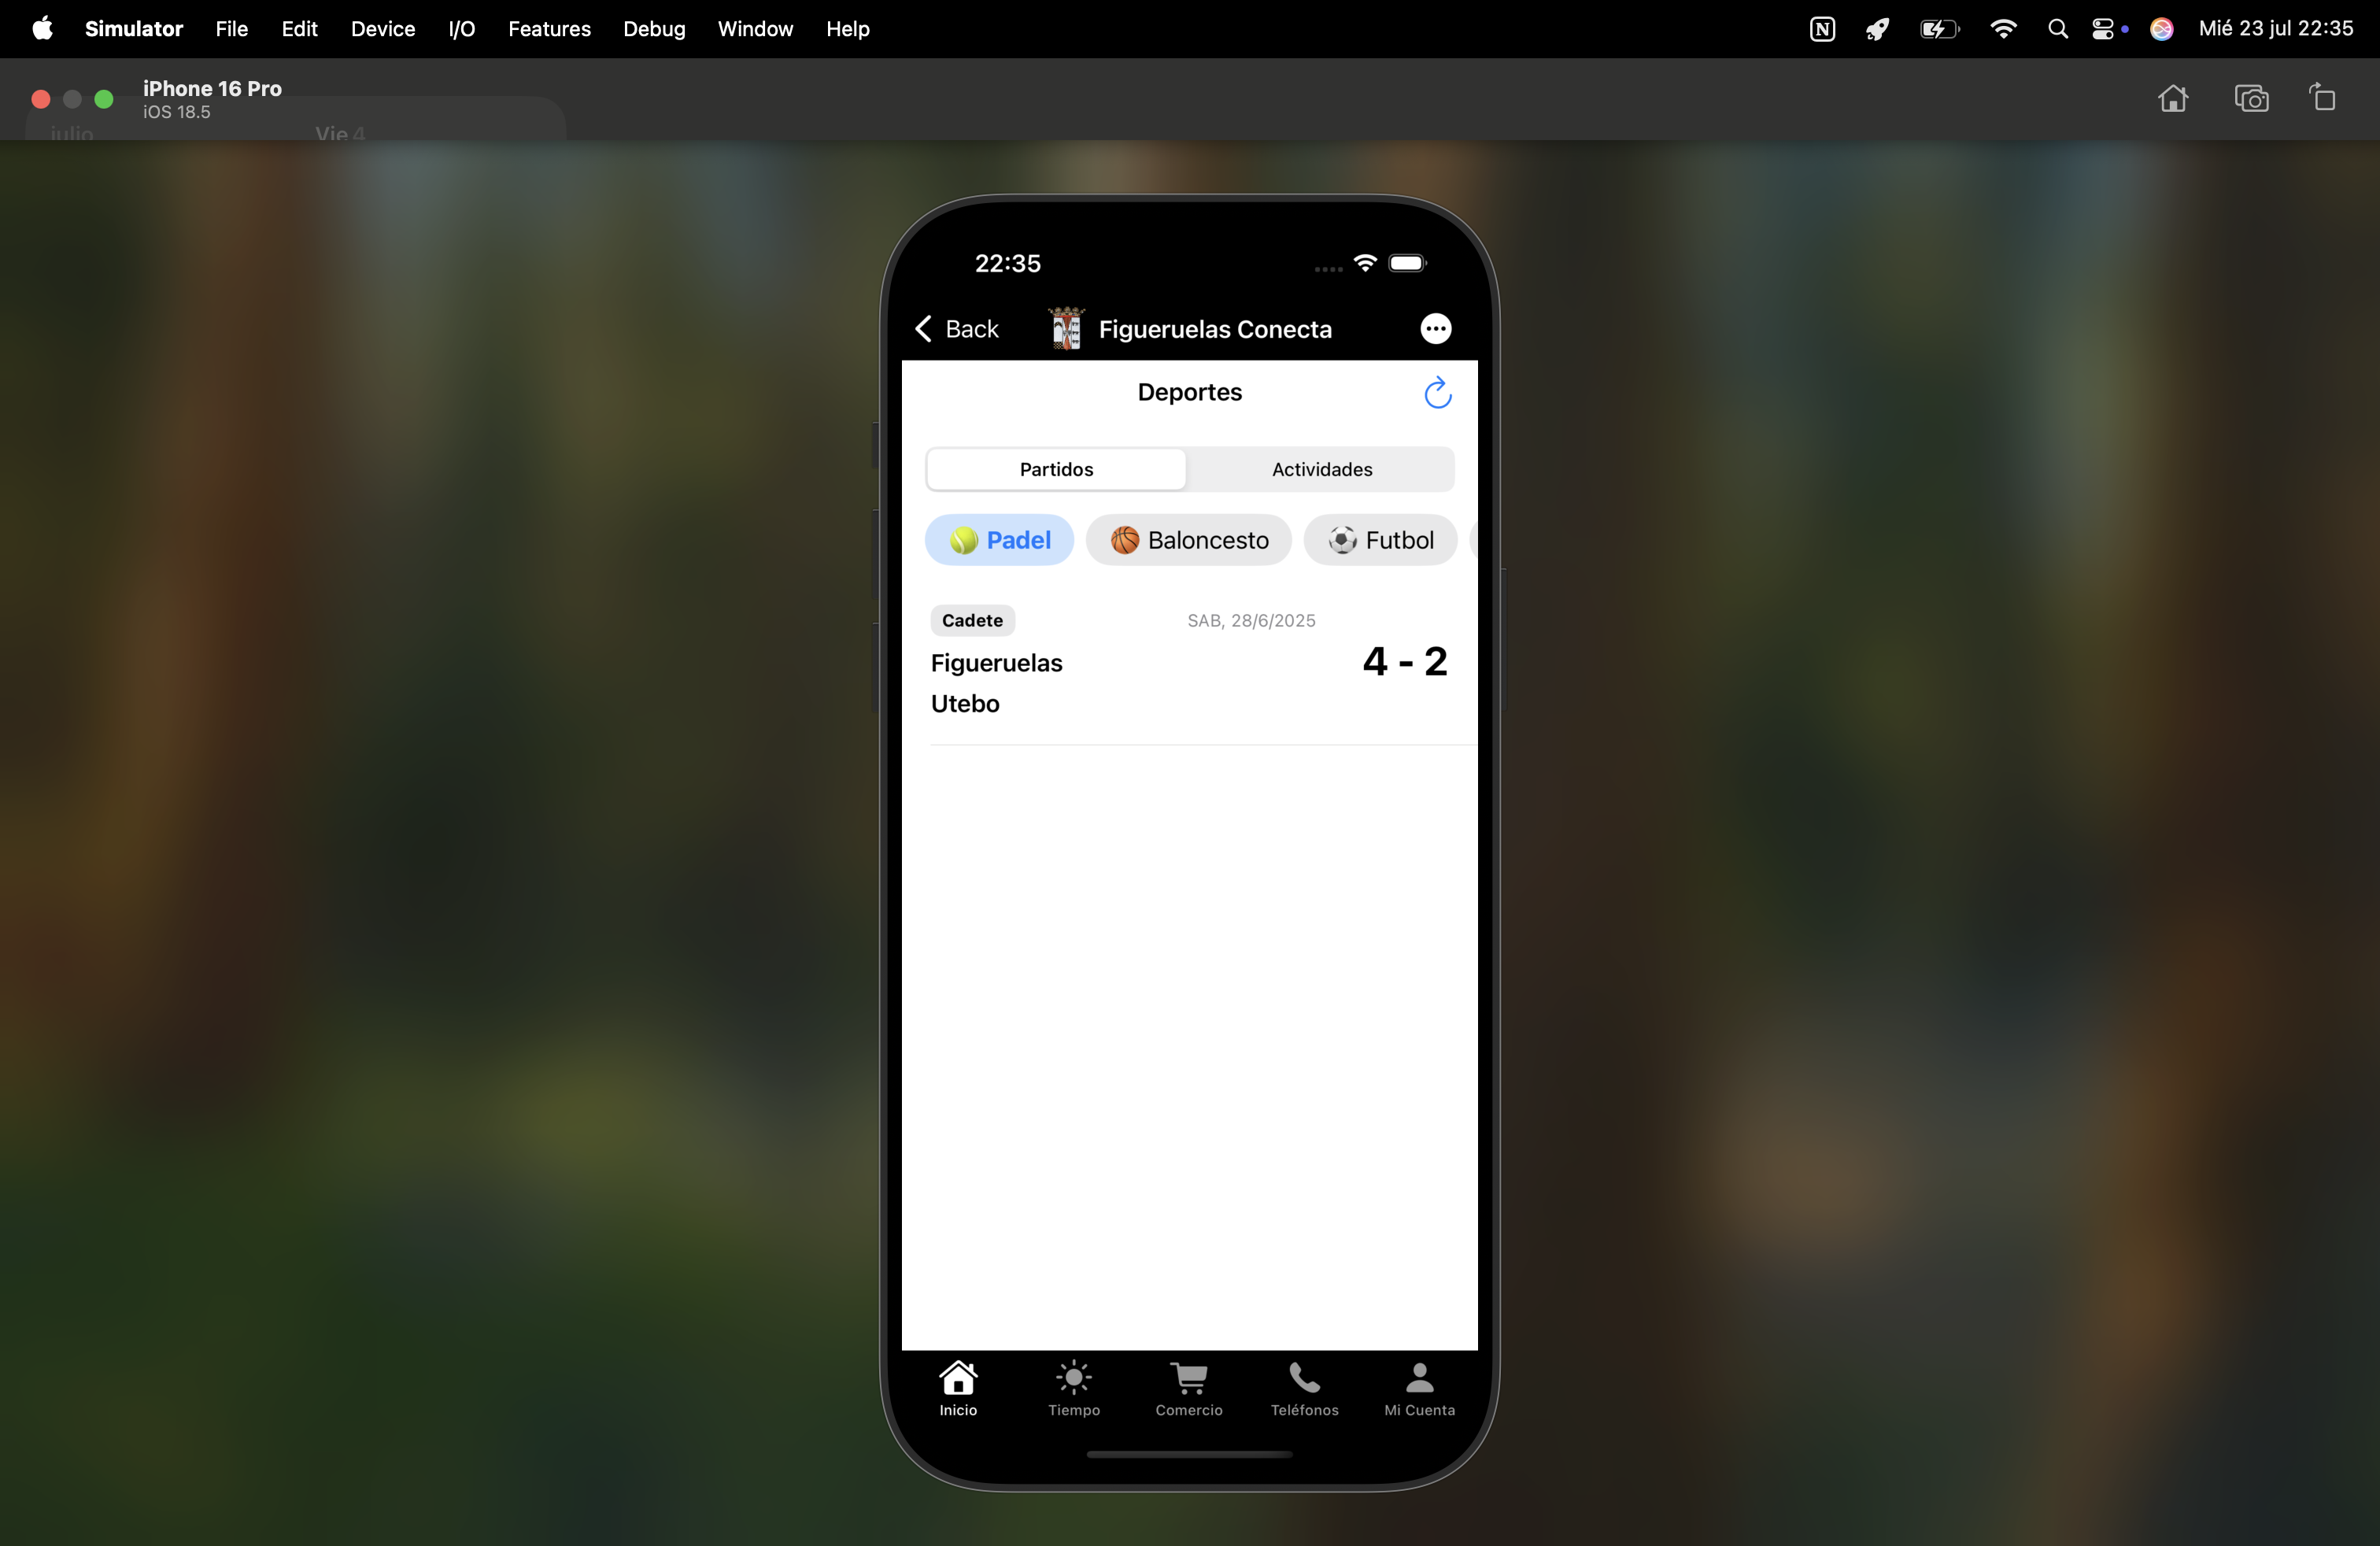 Simulator File Edit Device I/O Features Debug Window Help Mié 23 jul 22:35
iPhone 16 Pro
iOS 18.5
julio Vie 4
22:35
Back Figueruelas Conecta
Deportes
Partidos Actividades
Padel Baloncesto Futbol
Cadete SAB, 28/6/2025
Figueruelas 4 - 2
Utebo
Inicio Tiempo Comercio Teléfonos Mi Cuenta